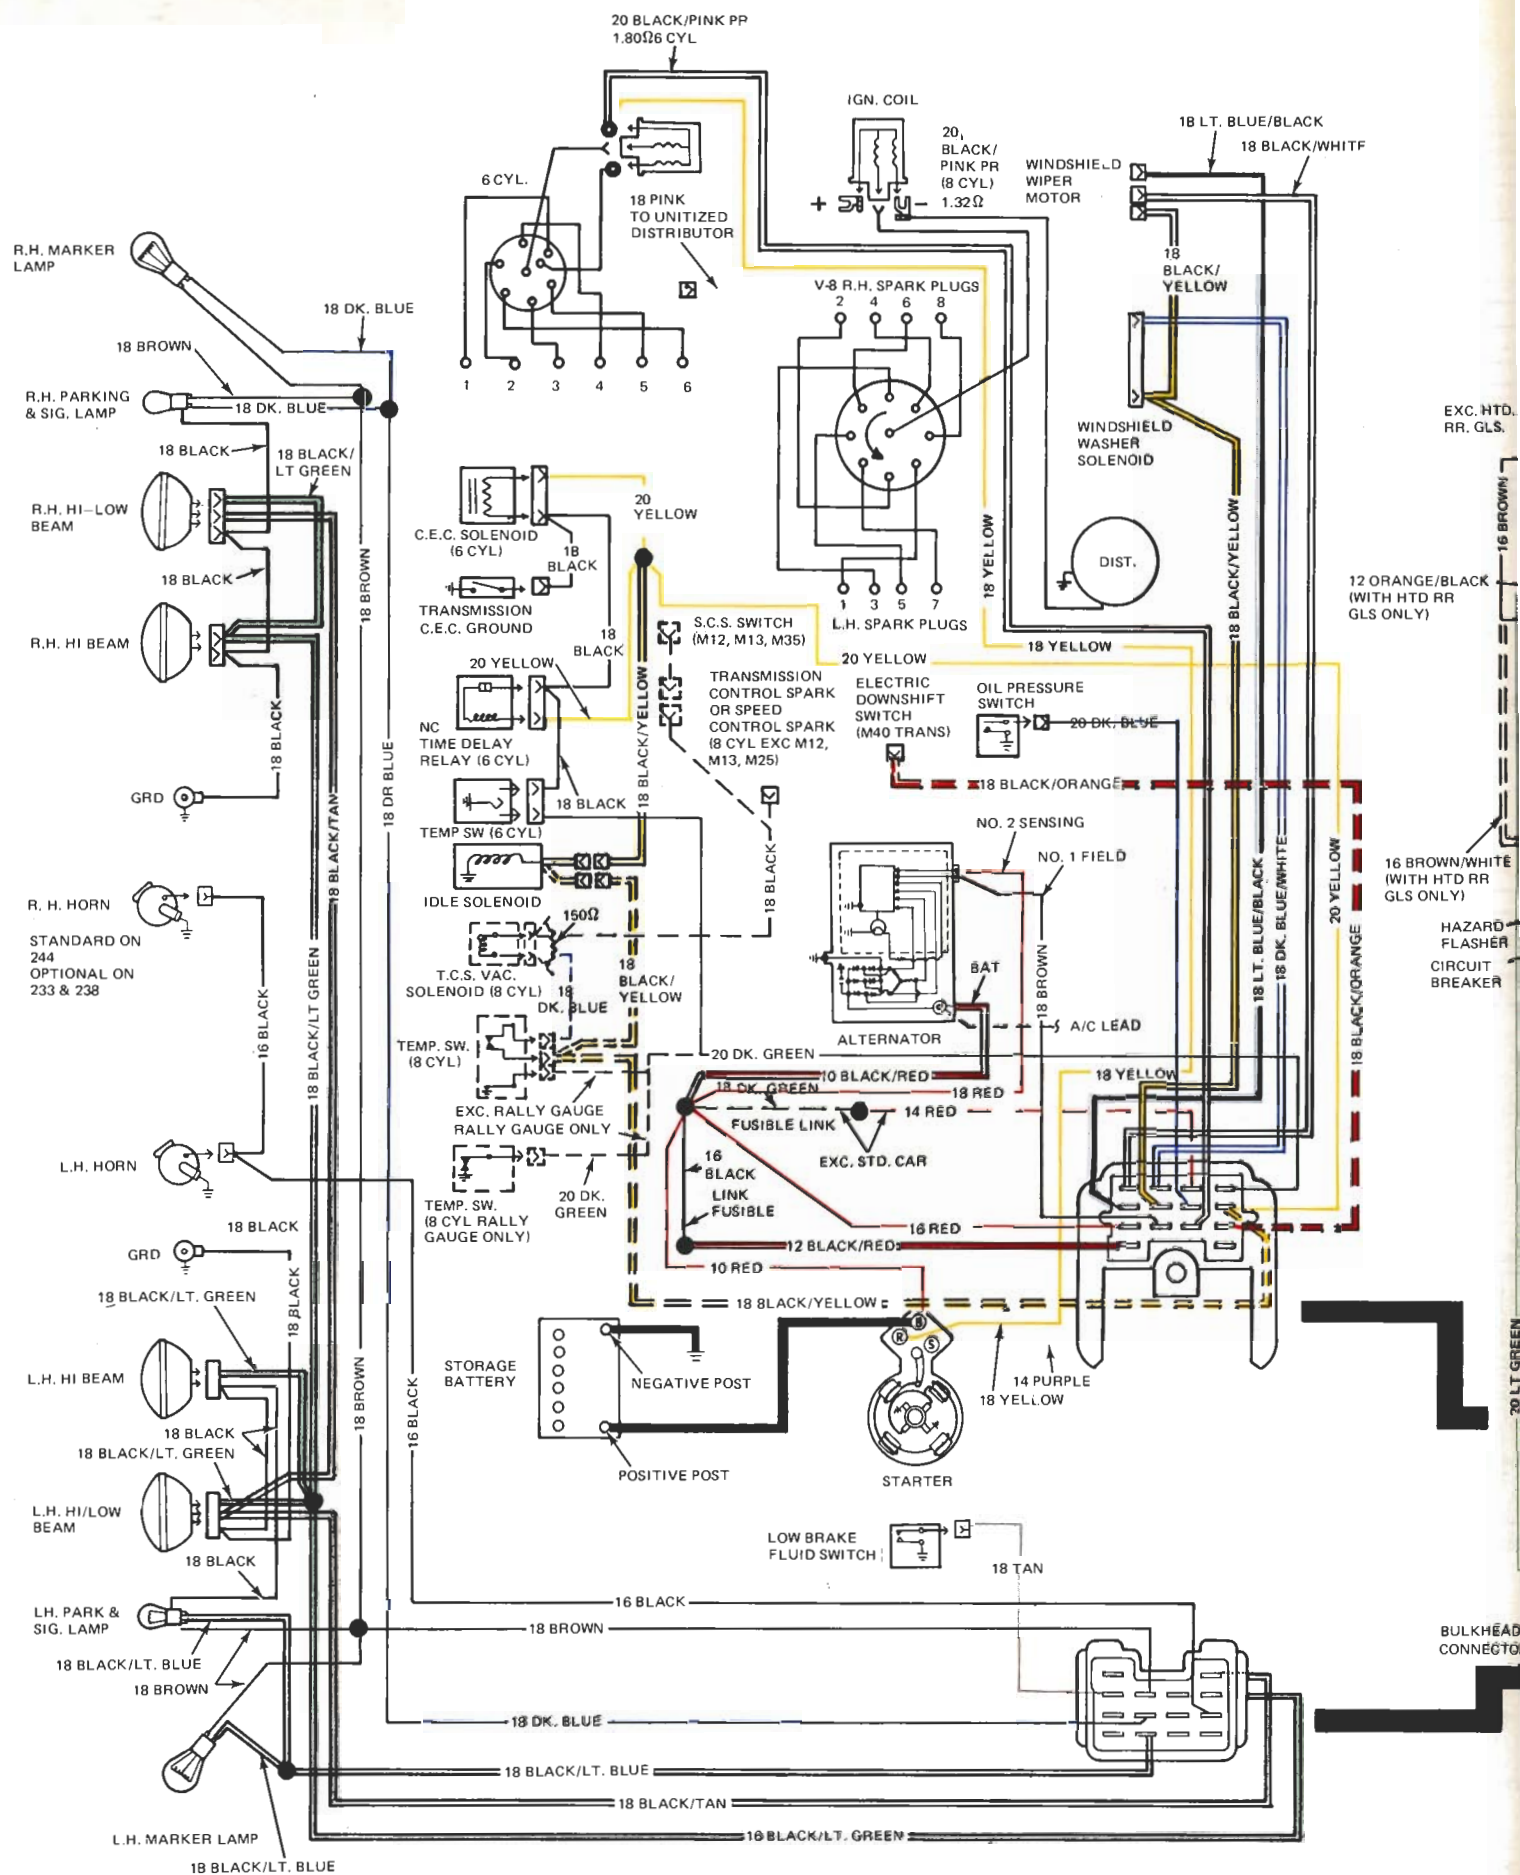 20 BLACK/PINK PR
1.80Ω6 CYL
IGN. COIL
20,
BLACK/
PINK PR
(8 CYL)
1.32Ω
+
−
18 LT. BLUE/BLACK
18 BLACK/WHITE
WINDSHIELD
WIPER
MOTOR
6 CYL.
18 PINK
TO UNITIZED
DISTRIBUTOR
18
BLACK/
YELLOW
R.H. MARKER
LAMP
18 DK. BLUE
V-8 R.H. SPARK PLUGS
2 4 6 8
18 BROWN
1 2 3 4 5 6
R.H. PARKING
& SIG. LAMP
18 DK. BLUE
EXC. HTD.
RR. GLS.
WINDSHIELD
WASHER
SOLENOID
18 BLACK
18 BLACK/
LT GREEN
R.H. HI-LOW
BEAM
20
YELLOW
C.E.C. SOLENOID
(6 CYL)
18
BLACK
16 BROWN
18 BLACK/YELLOW
18 YELLOW
DIST.
18 BROWN
18 BLACK
12 ORANGE/BLACK
(WITH HTD RR
GLS ONLY)
TRANSMISSION
C.E.C. GROUND
1 3 5 7
L.H. SPARK PLUGS
R.H. HI BEAM
18
BLACK
S.C.S. SWITCH
(M12, M13, M35)
18 YELLOW
20 YELLOW
20 YELLOW
TRANSMISSION
CONTROL SPARK
OR SPEED
CONTROL SPARK
(8 CYL EXC M12,
M13, M25)
ELECTRIC
DOWNSHIFT
SWITCH
(M40 TRANS)
OIL PRESSURE
SWITCH
20 DK. BLUE
18 BLACK
18 BLACK/YELLOW
NC
TIME DELAY
RELAY (6 CYL)
18 DR BLUE
GRD
18 BLACK/TAN
18 BLACK
TEMP SW (6 CYL)
18 BLACK/ORANGE
NO. 2 SENSING
NO. 1 FIELD
18 BLACK
20 YELLOW
16 BROWN/WHITE
(WITH HTD RR
GLS ONLY)
R. H. HORN
STANDARD ON
244
OPTIONAL ON
233 & 238
IDLE SOLENOID
150Ω
18 LT. BLUE/BLACK
18 DK. BLUE/WHITE
HAZARD
FLASHER
CIRCUIT
BREAKER
T.C.S. VAC.
SOLENOID (8 CYL)
18
DK. BLUE
18
BLACK/
YELLOW
BAT
18 BROWN
A/C LEAD
ALTERNATOR
18 BLACK/ORANGE
16 BLACK
18 BLACK/LT GREEN
TEMP. SW.
(8 CYL)
20 DK. GREEN
10 BLACK/RED
18 YELLOW
18 DK. GREEN
18 RED
14 RED
EXC. RALLY GAUGE
RALLY GAUGE ONLY
FUSIBLE LINK
EXC. STD. CAR
16
BLACK
LINK
FUSIBLE
L.H. HORN
TEMP. SW.
(8 CYL RALLY
GAUGE ONLY)
20 DK.
GREEN
18 BLACK
16 RED
12 BLACK/RED
GRD
10 RED
18 BLACK/LT. GREEN
18 BLACK
18 BLACK/YELLOW
B
R
S
STORAGE
BATTERY
NEGATIVE POST
14 PURPLE
18 YELLOW
L.H. HI BEAM
18 BROWN
16 BLACK
20 LT GREEN
18 BLACK
18 BLACK/LT. GREEN
POSITIVE POST
STARTER
L.H. HI/LOW
BEAM
LOW BRAKE
FLUID SWITCH
18 TAN
18 BLACK
16 BLACK
LH. PARK &
SIG. LAMP
18 BROWN
BULKHEAD
CONNECTO
18 BLACK/LT. BLUE
18 BROWN
18 DK. BLUE
18 BLACK/LT. BLUE
18 BLACK/TAN
16 BLACK/LT. GREEN
L.H. MARKER LAMP
18 BLACK/LT. BLUE